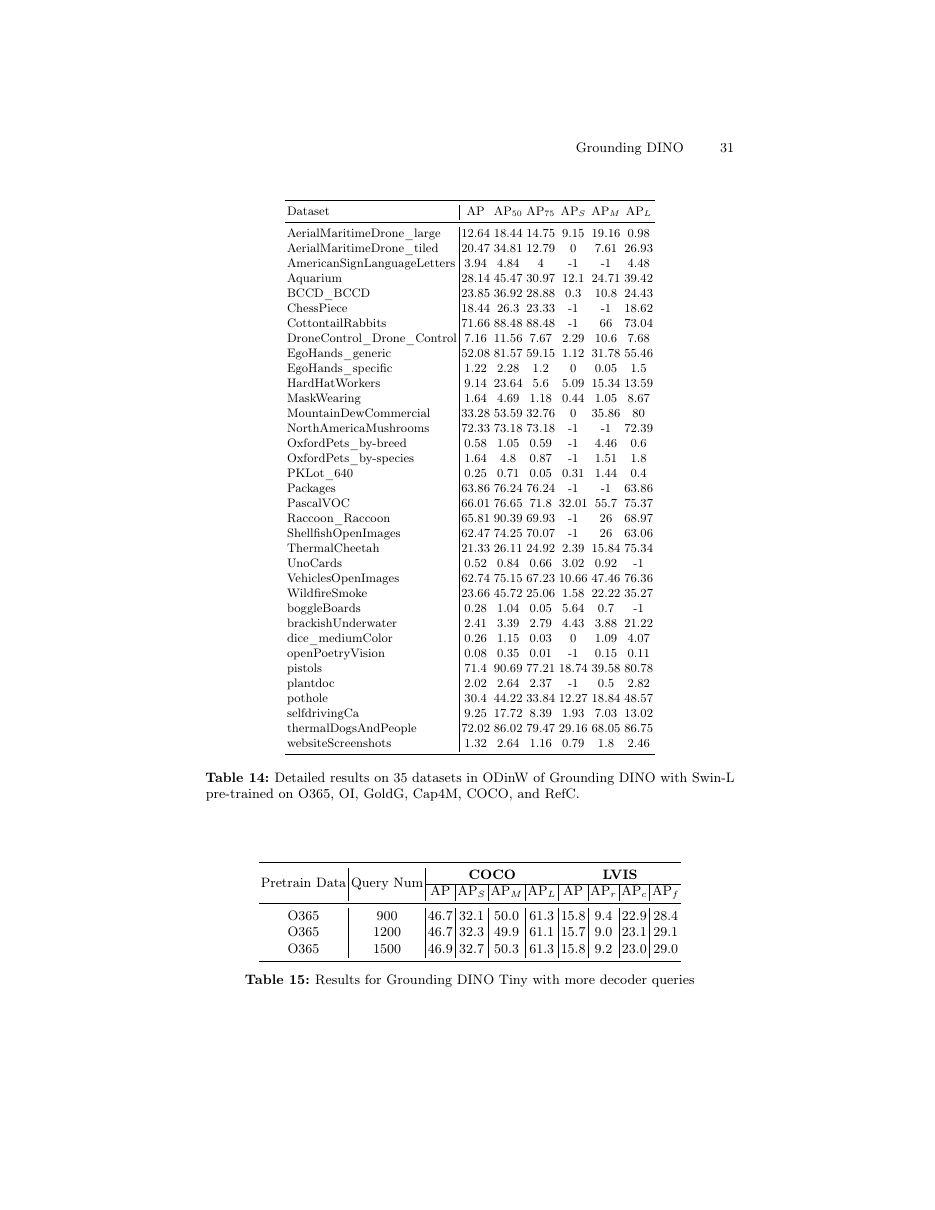 Grounding DINO 31
Dataset AP AP50 AP75 APS APM APL
AerialMaritimeDrone_large 12.64 18.44 14.75 9.15 19.16 0.98
AerialMaritimeDrone_tiled 20.47 34.81 12.79 0 7.61 26.93
AmericanSignLanguageLetters 3.94 4.84 4 -1 -1 4.48
Aquarium 28.14 45.47 30.97 12.1 24.71 39.42
BCCD_BCCD 23.85 36.92 28.88 0.3 10.8 24.43
ChessPiece 18.44 26.3 23.33 -1 -1 18.62
CottontailRabbits 71.66 88.48 88.48 -1 66 73.04
DroneControl_Drone_Control 7.16 11.56 7.67 2.29 10.6 7.68
EgoHands_generic 52.08 81.57 59.15 1.12 31.78 55.46
EgoHands_specific 1.22 2.28 1.2 0 0.05 1.5
HardHatWorkers 9.14 23.64 5.6 5.09 15.34 13.59
MaskWearing 1.64 4.69 1.18 0.44 1.05 8.67
MountainDewCommercial 33.28 53.59 32.76 0 35.86 80
NorthAmericaMushrooms 72.33 73.18 73.18 -1 -1 72.39
OxfordPets_by-breed 0.58 1.05 0.59 -1 4.46 0.6
OxfordPets_by-species 1.64 4.8 0.87 -1 1.51 1.8
PKLot_640 0.25 0.71 0.05 0.31 1.44 0.4
Packages 63.86 76.24 76.24 -1 -1 63.86
PascalVOC 66.01 76.65 71.8 32.01 55.7 75.37
Raccoon_Raccoon 65.81 90.39 69.93 -1 26 68.97
ShellfishOpenImages 62.47 74.25 70.07 -1 26 63.06
ThermalCheetah 21.33 26.11 24.92 2.39 15.84 75.34
UnoCards 0.52 0.84 0.66 3.02 0.92 -1
VehiclesOpenImages 62.74 75.15 67.23 10.66 47.46 76.36
WildfireSmoke 23.66 45.72 25.06 1.58 22.22 35.27
boggleBoards 0.28 1.04 0.05 5.64 0.7 -1
brackishUnderwater 2.41 3.39 2.79 4.43 3.88 21.22
dice_mediumColor 0.26 1.15 0.03 0 1.09 4.07
openPoetryVision 0.08 0.35 0.01 -1 0.15 0.11
pistols 71.4 90.69 77.21 18.74 39.58 80.78
plantdoc 2.02 2.64 2.37 -1 0.5 2.82
pothole 30.4 44.22 33.84 12.27 18.84 48.57
selfdrivingCa 9.25 17.72 8.39 1.93 7.03 13.02
thermalDogsAndPeople 72.02 86.02 79.47 29.16 68.05 86.75
websiteScreenshots 1.32 2.64 1.16 0.79 1.8 2.46
Table 14: Detailed results on 35 datasets in ODinW of Grounding DINO with Swin-L
pre-trained on O365, OI, GoldG, Cap4M, COCO, and RefC.
Pretrain Data Query Num COCO LVIS
AP APS APM APL AP APr APc APf
O365 900 46.7 32.1 50.0 61.3 15.8 9.4 22.9 28.4
O365 1200 46.7 32.3 49.9 61.1 15.7 9.0 23.1 29.1
O365 1500 46.9 32.7 50.3 61.3 15.8 9.2 23.0 29.0
Table 15: Results for Grounding DINO Tiny with more decoder queries